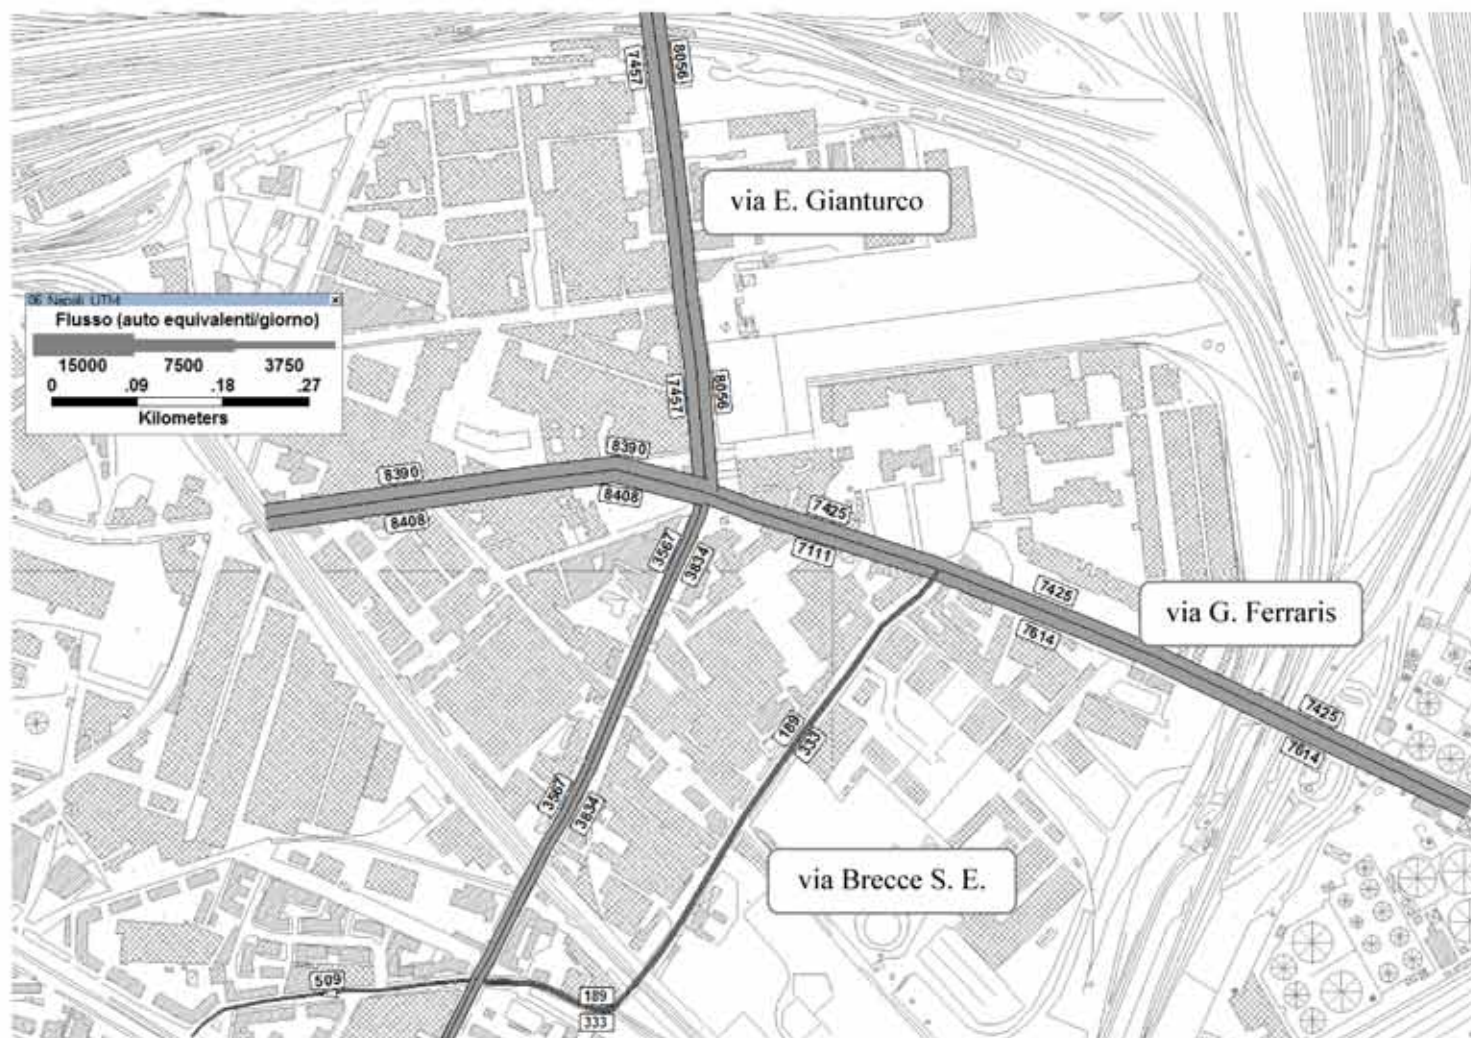 7457
8056
via E. Gianturco
06 Napoli UTM
Flusso (auto equivalenti/giorno)
15000 7500 3750
0 .09 .18 .27
Kilometers
7457
8056
8390
8390
8408
8408
7425
7111
3567
3834
7425
7614
via G. Ferraris
7425
7614
189
333
3567
3834
via Brecce S. E.
509
189
333